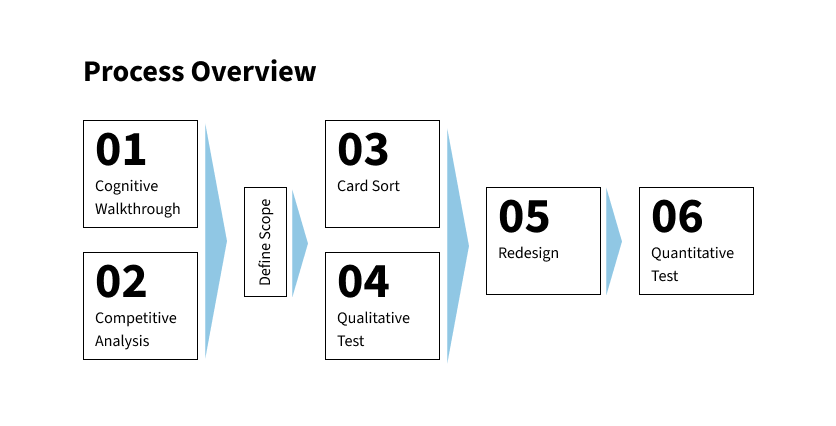 Process Overview
01
Cognitive
Walkthrough
02
Competitive
Analysis
Define Scope
03
Card Sort
04
Qualitative
Test
05
Redesign
06
Quantitative
Test